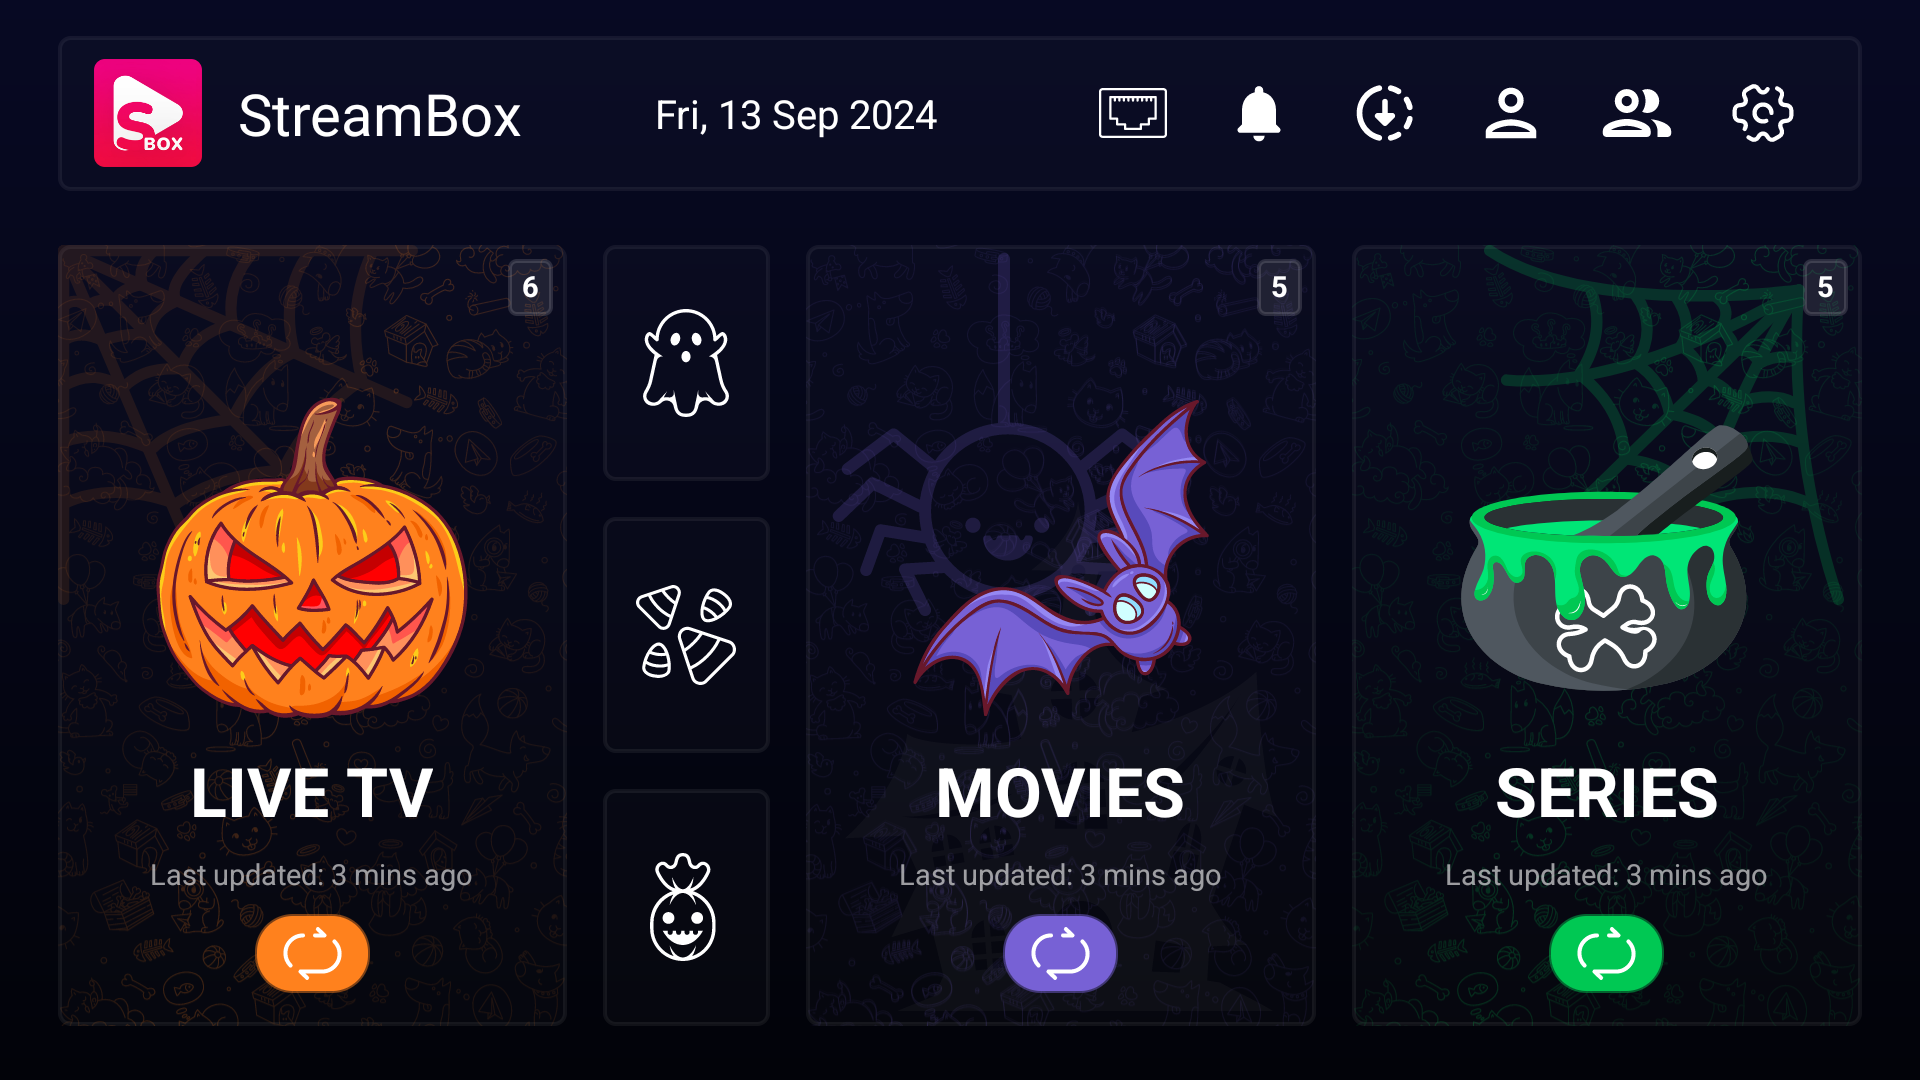 S BOX
StreamBox
Fri, 13 Sep 2024
6
LIVE TV
Last updated: 3 mins ago
5
MOVIES
Last updated: 3 mins ago
5
SERIES
Last updated: 3 mins ago